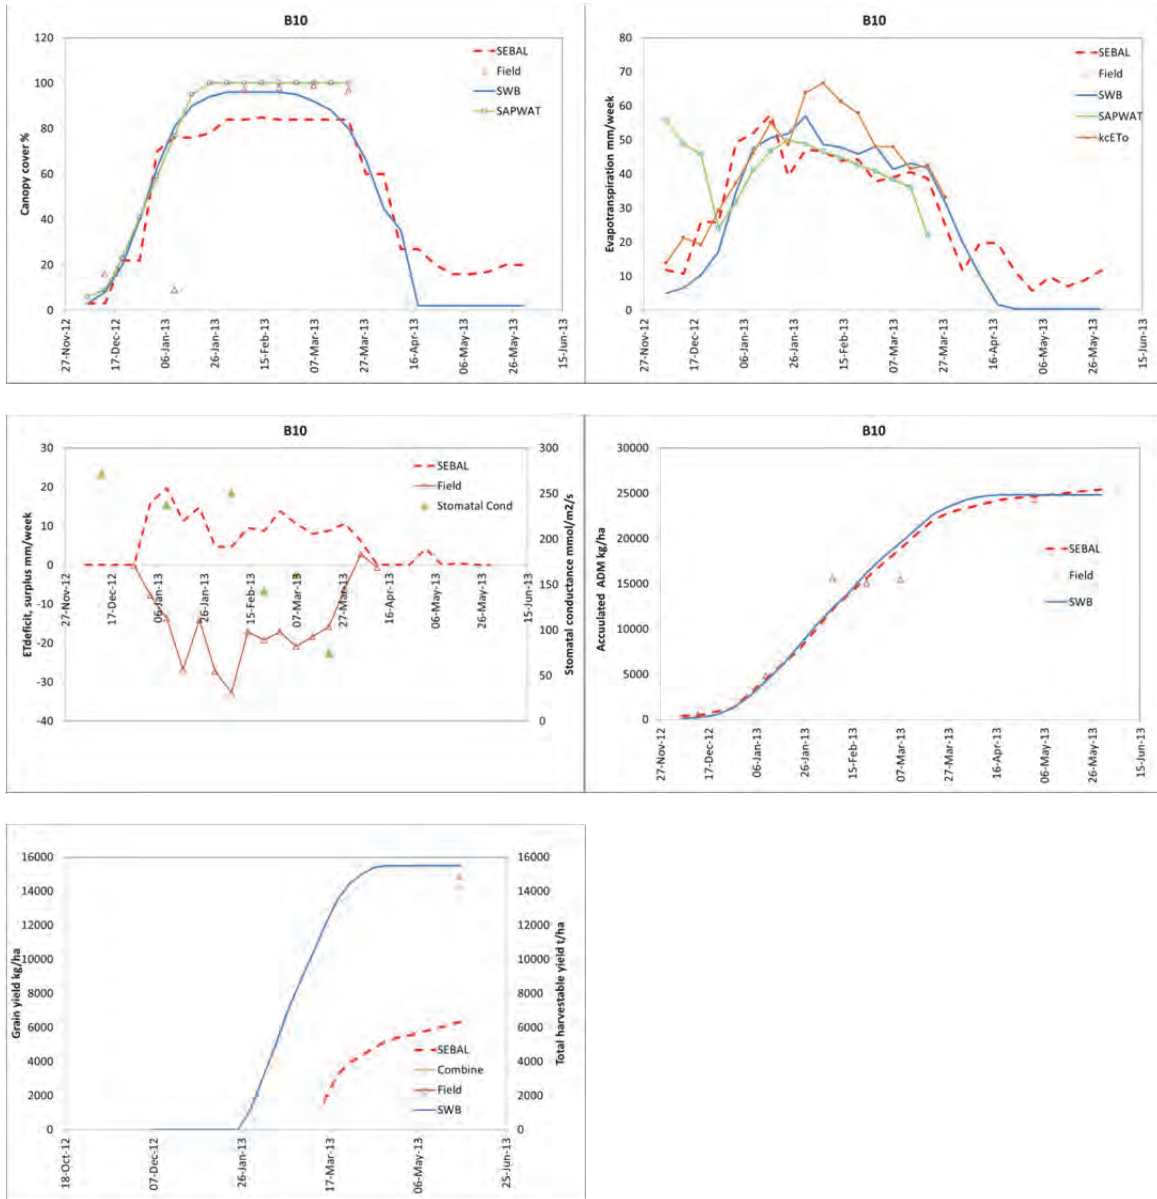 B10
120
100
80
60
40
20
0
Canopy cover %
SEBAL
Field
SWB
SAPWAT
27-Nov-12
17-Dec-12
06-Jan-13
26-Jan-13
15-Feb-13
07-Mar-13
27-Mar-13
16-Apr-13
06-May-13
26-May-13
15-Jun-13
B10
80
70
60
50
40
30
20
10
0
Evapotranspiration mm/week
SEBAL
Field
SWB
SAPWAT
kcETo
27-Nov-12
17-Dec-12
06-Jan-13
26-Jan-13
15-Feb-13
07-Mar-13
27-Mar-13
16-Apr-13
06-May-13
26-May-13
15-Jun-13
B10
30
20
10
0
-10
-20
-30
-40
ETdeficit, surplus mm/week
SEBAL
Field
Stomatal Cond
27-Nov-12
17-Dec-12
06-Jan-13
26-Jan-13
15-Feb-13
07-Mar-13
27-Mar-13
16-Apr-13
06-May-13
26-May-13
15-Jun-13
300
250
200
150
100
50
0
Stomatal conductance mmol/m2/s
B10
30000
25000
20000
15000
10000
5000
0
Accuulated ADM kg/ha
SEBAL
Field
SWB
27-Nov-12
17-Dec-12
06-Jan-13
26-Jan-13
15-Feb-13
07-Mar-13
27-Mar-13
16-Apr-13
06-May-13
26-May-13
15-Jun-13
16000
14000
12000
10000
8000
6000
4000
2000
0
Grain yield kg/ha
SEBAL
Combine
Field
SWB
18-Oct-12
07-Dec-12
26-Jan-13
17-Mar-13
06-May-13
25-Jun-13
16000
14000
12000
10000
8000
6000
4000
2000
0
Total harvestable yield t/ha